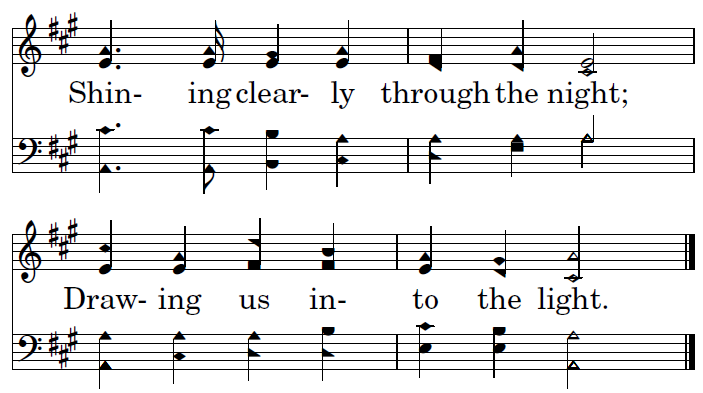 Shin- ing clear- ly through the night;
Draw- ing us in- to the light.